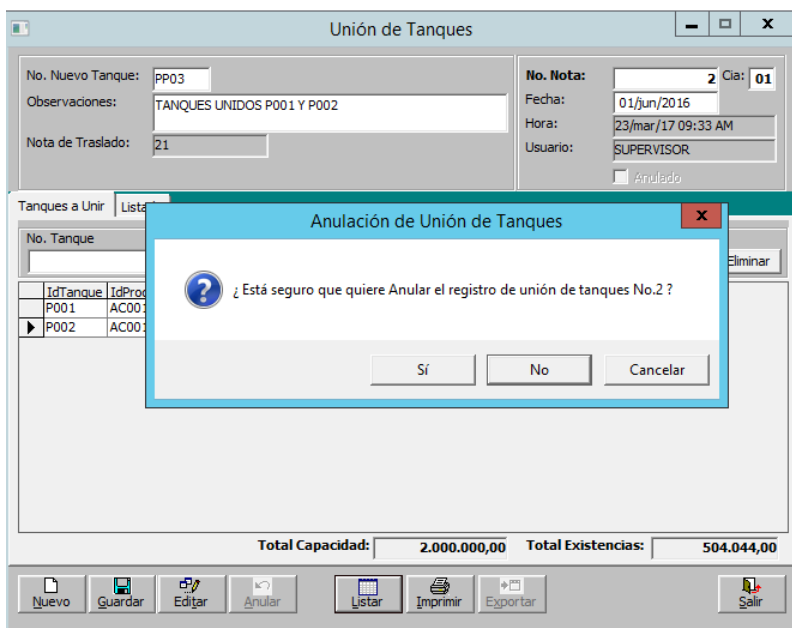 Unión de Tanques
No. Nuevo Tanque: PP03
Observaciones: TANQUES UNIDOS P001 Y P002
Nota de Traslado: 21
No. Nota: 2 Cia: 01
Fecha: 01/jun/2016
Hora: 23/mar/17 09:33 AM
Usuario: SUPERVISOR
Anulado
Tanques a Unir Lista
No. Tanque
Eliminar
IdTanque IdProd
P001 AC001
P002 AC001
Anulación de Unión de Tanques
¿ Está seguro que quiere Anular el registro de unión de tanques No.2 ?
Sí No Cancelar
Total Capacidad: 2.000.000,00 Total Existencias: 504.044,00
Nuevo Guardar Editar Anular Listar Imprimir Exportar Salir